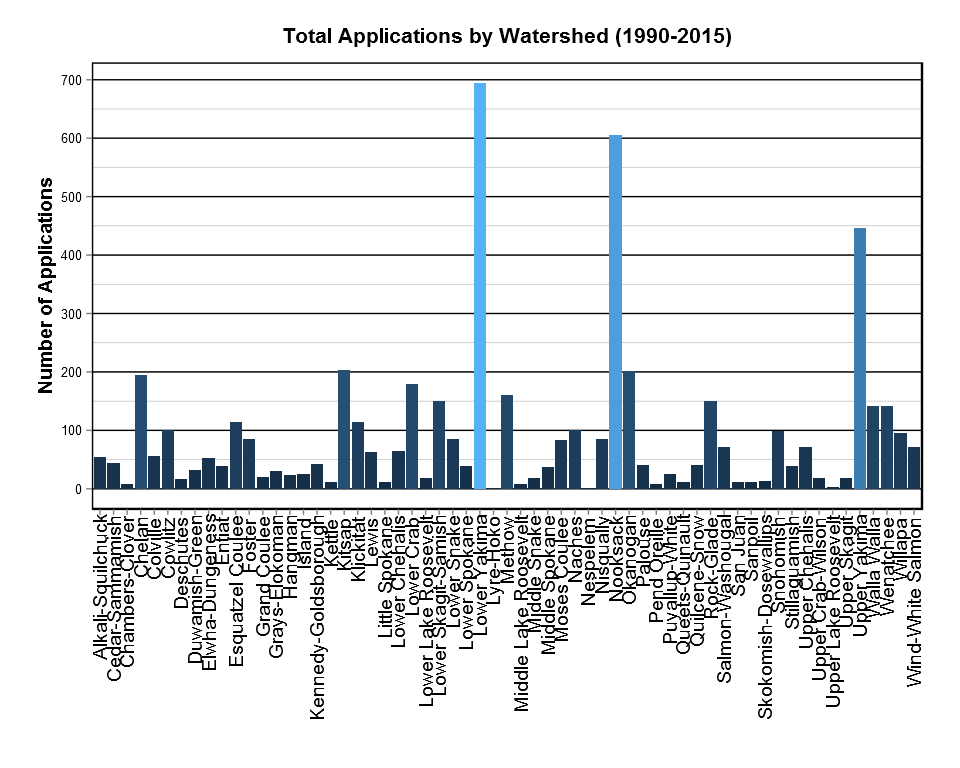 Total Applications by Watershed (1990-2015)
Number of Applications
700
600
500
400
300
200
100
0
Alkali-Squilchuck
Cedar-Sammamish
Chambers-Clover
Chelan
Colville
Cowlitz
Deschutes
Duwamish-Green
Elwha-Dungeness
Entiat
Esquatzel Coulee
Foster
Grand Coulee
Grays-Elokoman
Hangman
Island
Kennedy-Goldsborough
Kettle
Kitsap
Klickitat
Lewis
Little Spokane
Lower Chehalis
Lower Crab
Lower Lake Roosevelt
Lower Skagit-Samish
Lower Snake
Lower Spokane
Lower Yakima
Lyre-Hoko
Methow
Middle Lake Roosevelt
Middle Snake
Middle Spokane
Moses Coulee
Naches
Nespelem
Nisqually
Nooksack
Okanogan
Palouse
Pend Oreille
Puyallup-White
Queets-Quinault
Quilcene-Snow
Rock-Glade
Salmon-Washougal
San Juan
Sanpoil
Skokomish-Dosewallips
Snohomish
Stillaguamish
Upper Chehalis
Upper Crab-Wilson
Upper Lake Roosevelt
Upper Skagit
Upper Yakima
Walla Walla
Wenatchee
Willapa
Wind-White Salmon